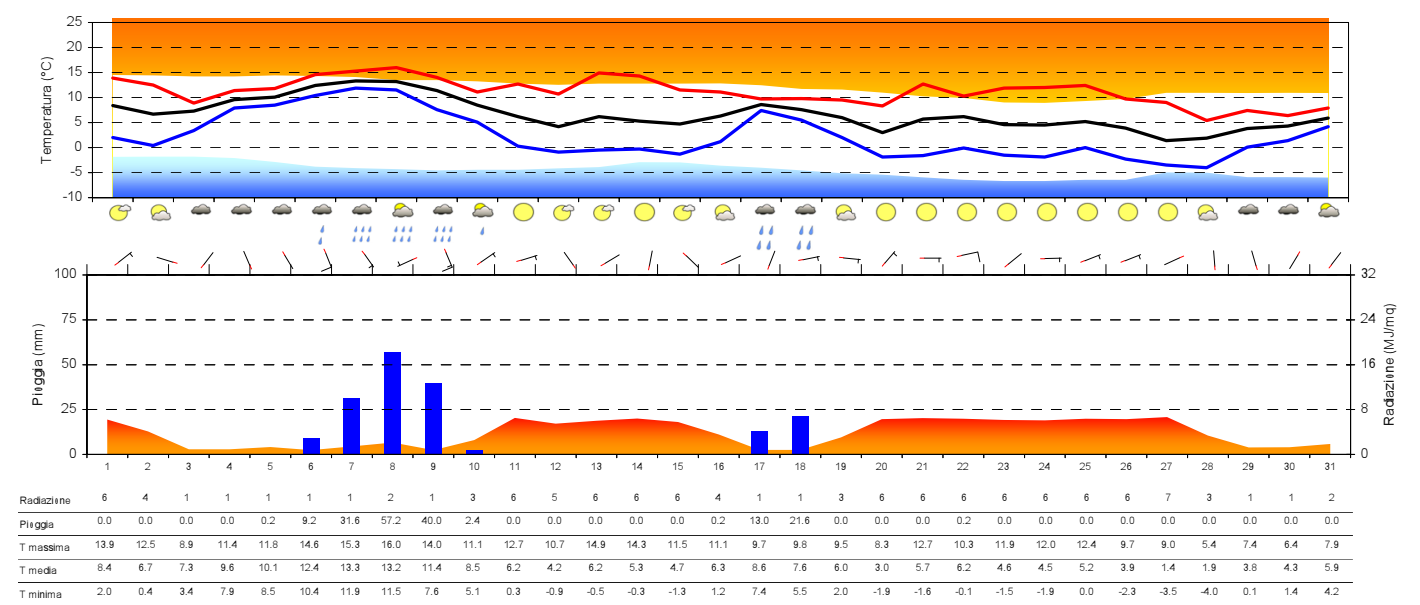 25
20
15
10
5
0
-5
-10
Temperatura (°C)
100
75
50
25
0
Pioggia (mm)
32
24
16
8
0
Radiazione (MJ/mq)
1 2 3 4 5 6 7 8 9 10 11 12 13 14 15 16 17 18 19 20 21 22 23 24 25 26 27 28 29 30 31
Radiazione 6 4 1 1 1 1 1 2 1 3 6 5 6 6 6 4 1 1 3 6 6 6 6 6 6 6 7 3 1 1 2
Pioggia 0.0 0.0 0.0 0.0 0.2 9.2 31.6 57.2 40.0 2.4 0.0 0.0 0.0 0.0 0.0 0.2 13.0 21.6 0.0 0.0 0.0 0.2 0.0 0.0 0.0 0.0 0.0 0.0 0.0 0.0 0.0
T massima 13.9 12.5 8.9 11.4 11.8 14.6 15.3 16.0 14.0 11.1 12.7 10.7 14.9 14.3 11.5 11.1 9.7 9.8 9.5 8.3 12.7 10.3 11.9 12.0 12.4 9.7 9.0 5.4 7.4 6.4 7.9
T media 8.4 6.7 7.3 9.6 10.1 12.4 13.3 13.2 11.4 8.5 6.2 4.2 6.2 5.3 4.7 6.3 8.6 7.6 6.0 3.0 5.7 6.2 4.6 4.5 5.2 3.9 1.4 1.9 3.8 4.3 5.9
T minima 2.0 0.4 3.4 7.9 8.5 10.4 11.9 11.5 7.6 5.1 0.3 -0.9 -0.5 -0.3 -1.3 1.2 7.4 5.5 2.0 -1.9 -1.6 -0.1 -1.5 -1.9 0.0 -2.3 -3.5 -4.0 0.1 1.4 4.2